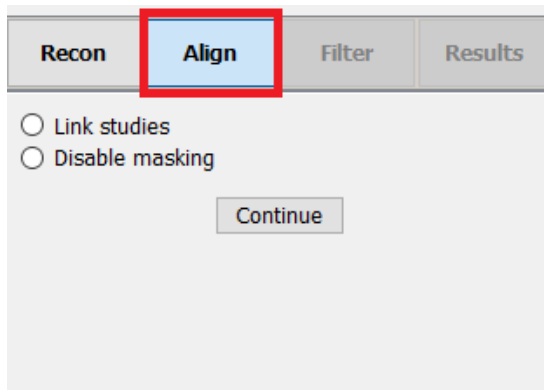 Recon Align Filter Results
Link studies
Disable masking
Continue